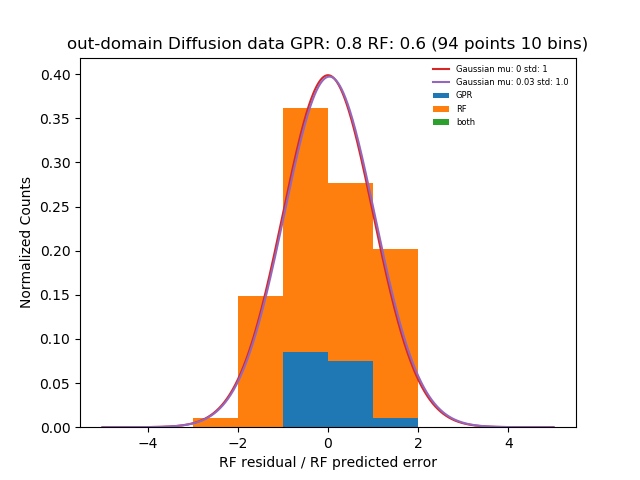 out-domain Diffusion data GPR: 0.8 RF: 0.6 (94 points 10 bins)
Gaussian mu: 0 std: 1
Gaussian mu: 0.03 std: 1.0
GPR
RF
both
Normalized Counts
0.40
0.35
0.30
0.25
0.20
0.15
0.10
0.05
0.00
−4 −2 0 2 4
RF residual / RF predicted error